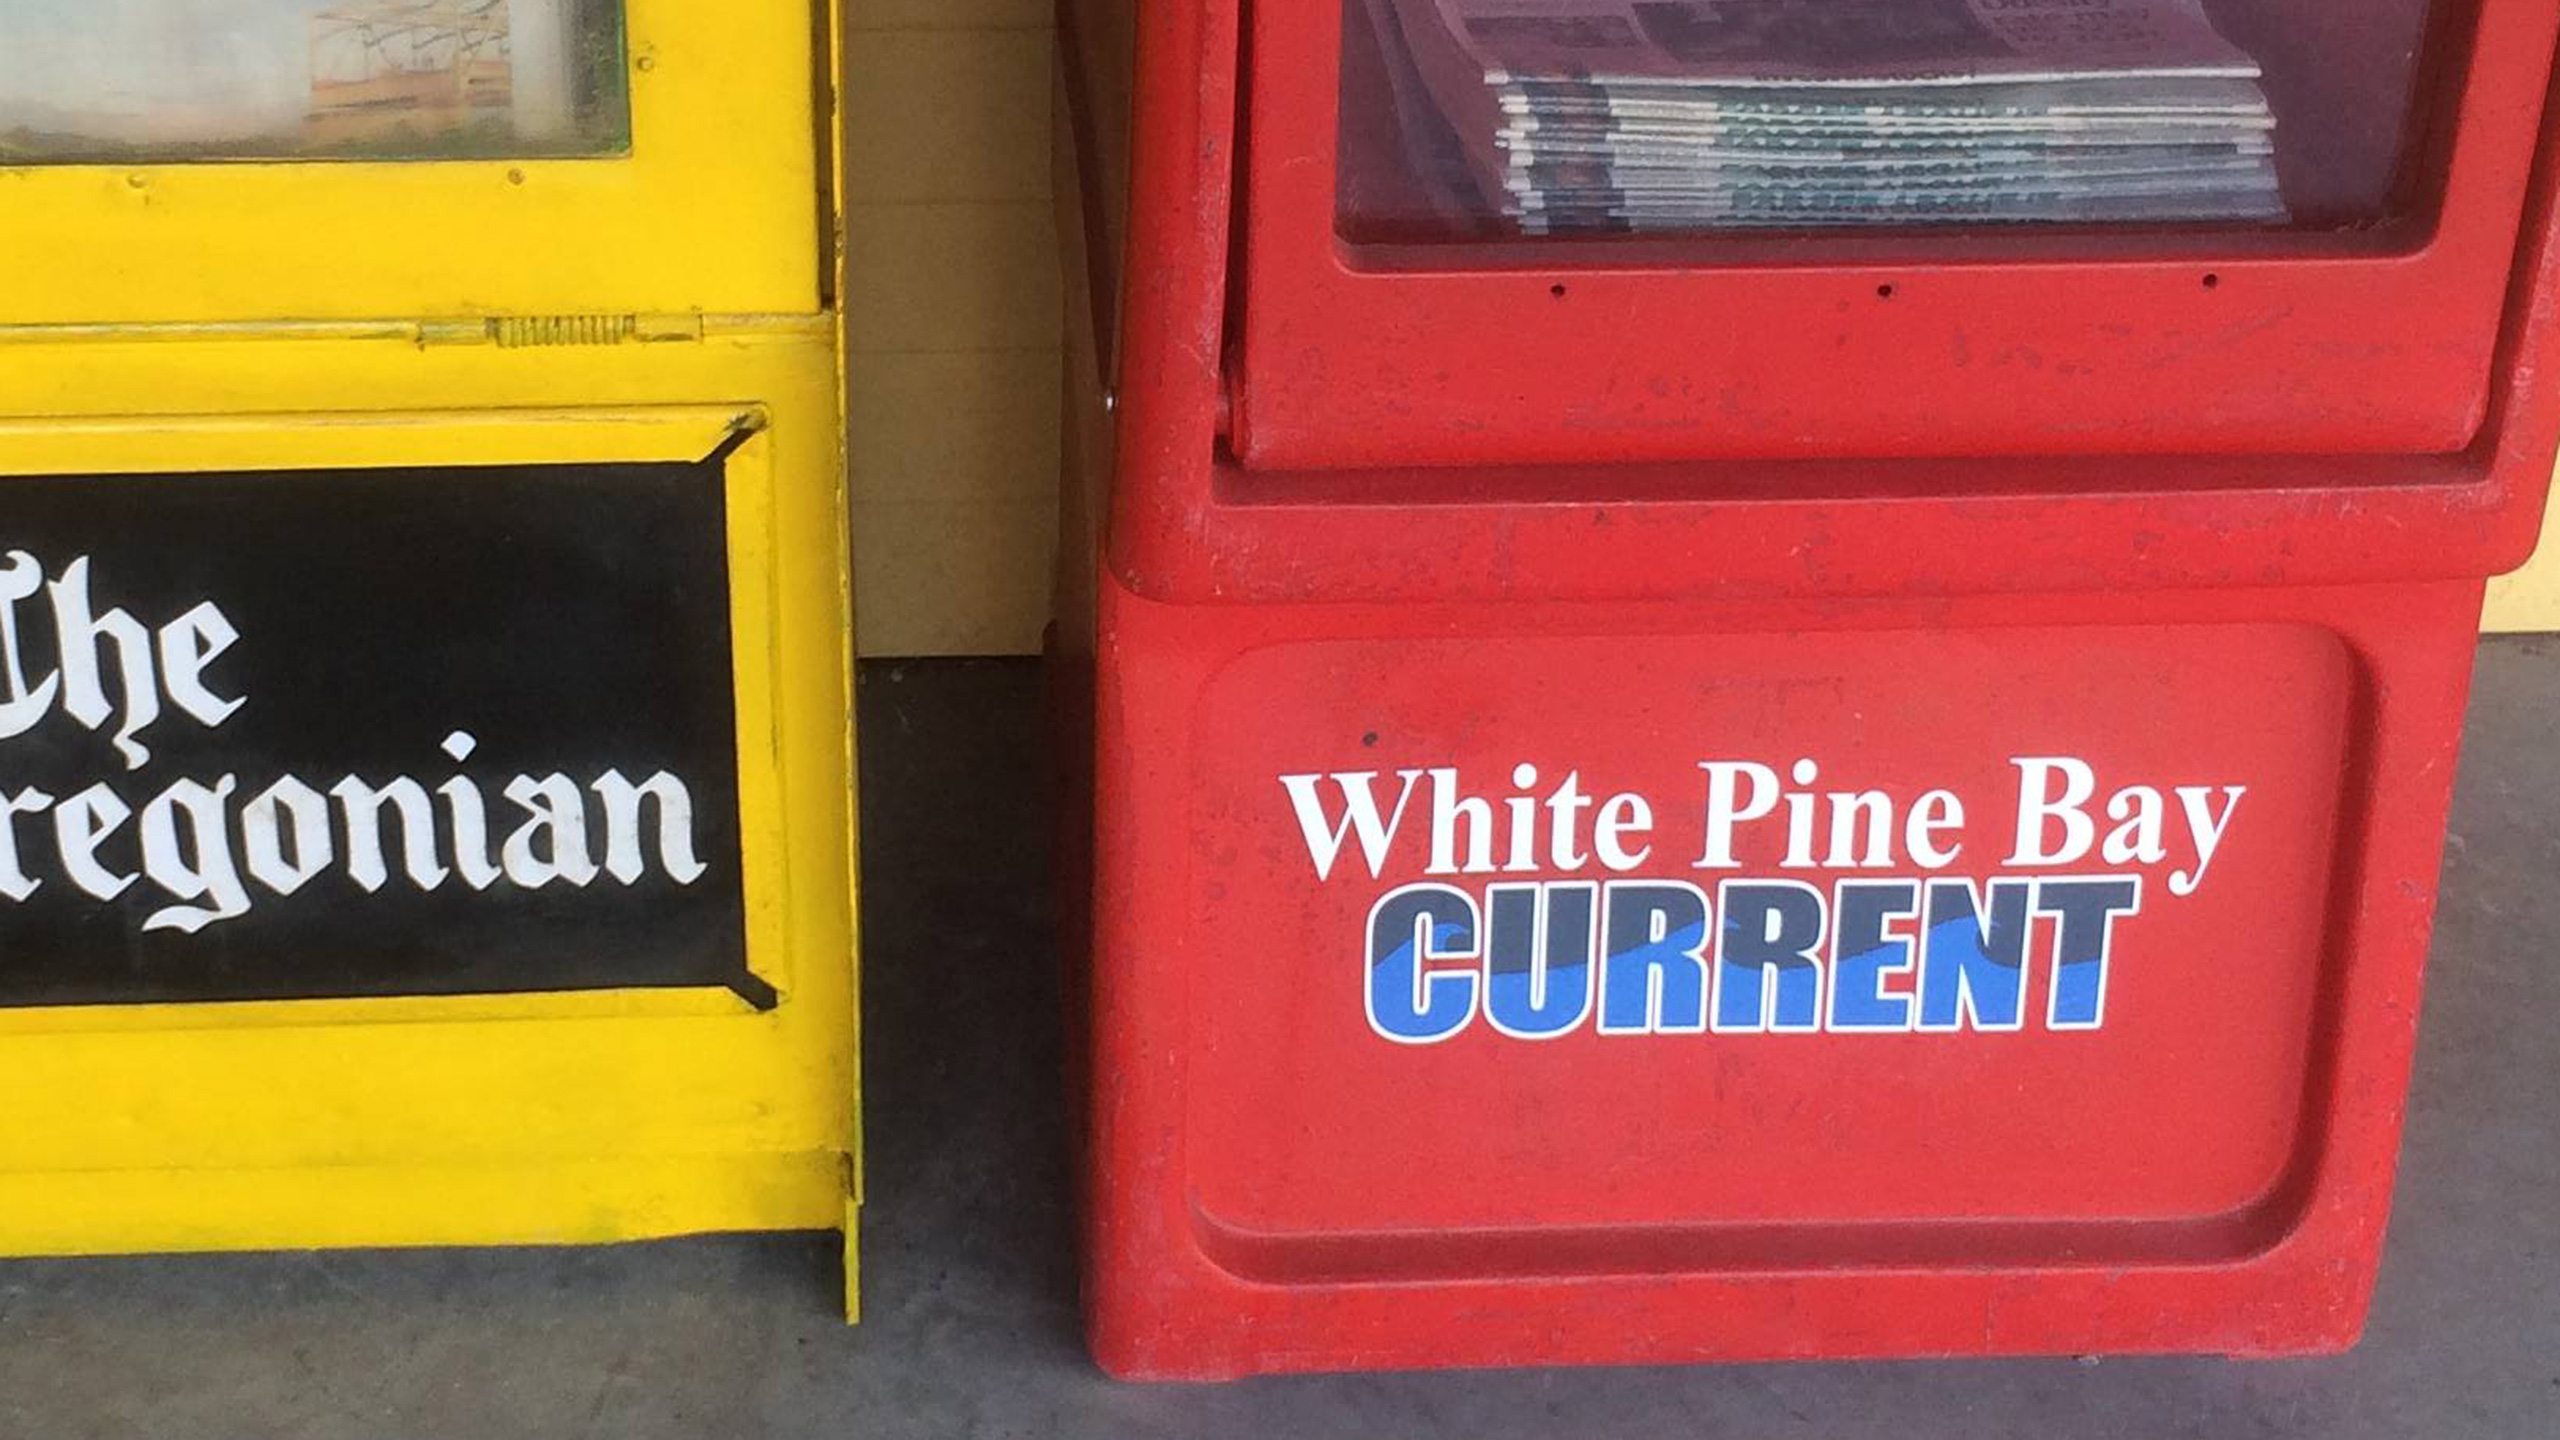 The
regonian
White Pine Bay
CURRENT